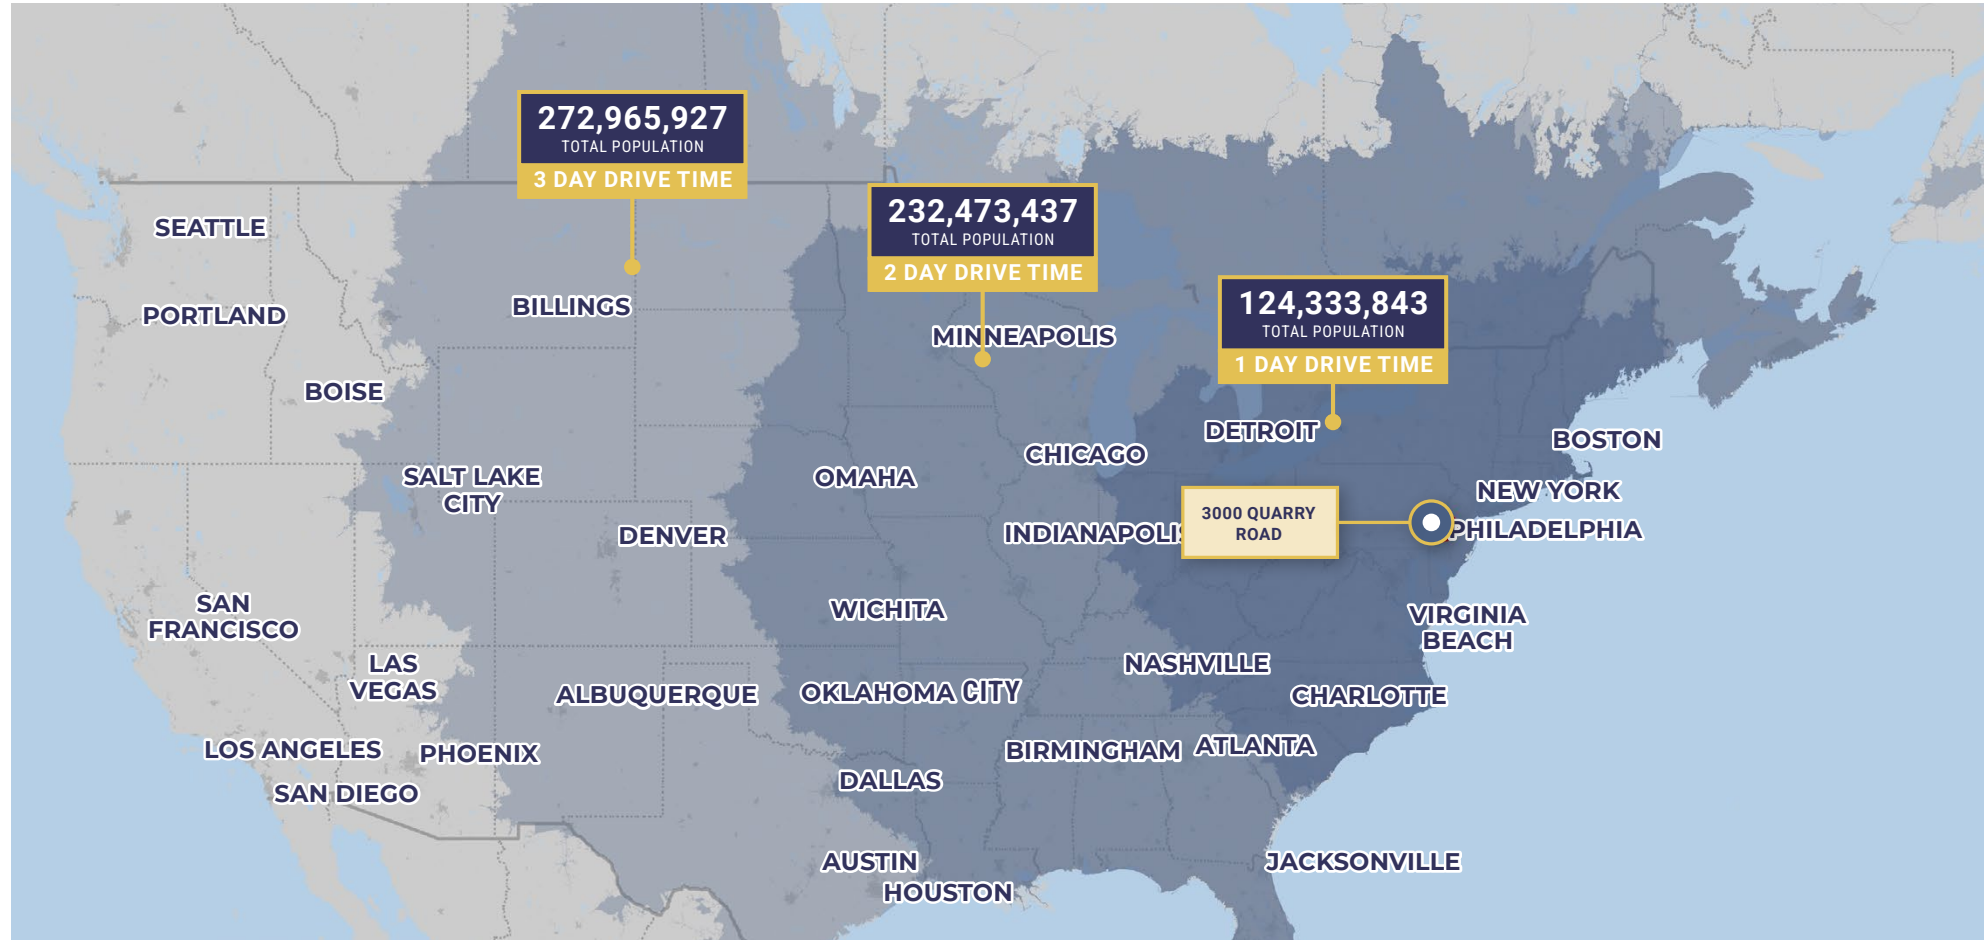 272,965,927
TOTAL POPULATION
3 DAY DRIVE TIME
232,473,437
TOTAL POPULATION
2 DAY DRIVE TIME
SEATTLE
124,333,843
TOTAL POPULATION
1 DAY DRIVE TIME
BILLINGS
PORTLAND
MINNEAPOLIS
BOISE
DETROIT
BOSTON
CHICAGO
SALT LAKE
CITY
OMAHA
NEW YORK
3000 QUARRY
ROAD
PHILADELPHIA
DENVER
INDIANAPOLIS
SAN
FRANCISCO
WICHITA
VIRGINIA
BEACH
LAS
VEGAS
NASHVILLE
ALBUQUERQUE
OKLAHOMA CITY
CHARLOTTE
LOS ANGELES
PHOENIX
BIRMINGHAM
ATLANTA
DALLAS
SAN DIEGO
AUSTIN
JACKSONVILLE
HOUSTON